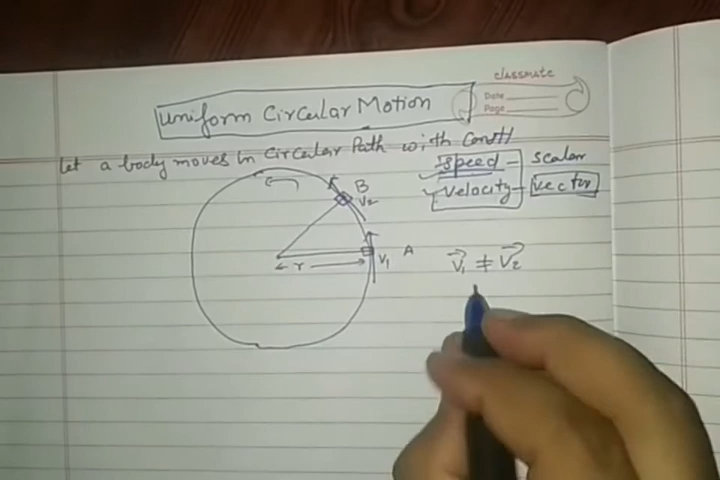 classmate
Date
Page
Uniform Circular Motion
Let a body moves in Circular Path with Constt
Speed - Scalar
Velocity - Vector
B
V2
A
V1
r
V1 ≠ V2